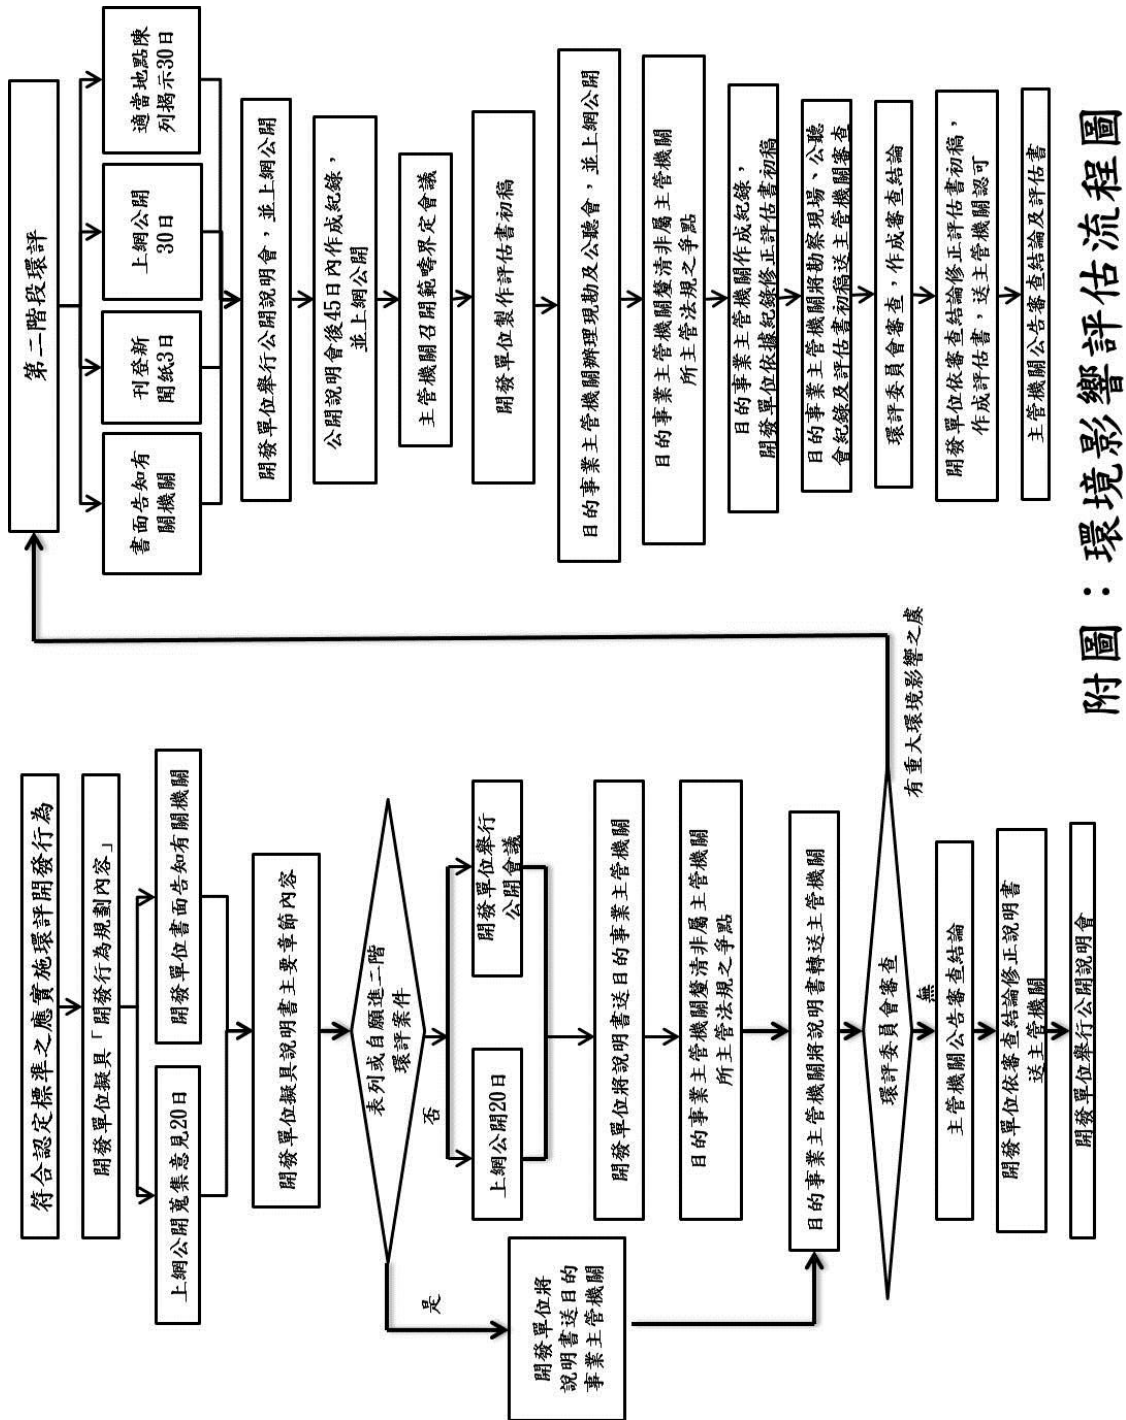 符合認定標準之應實施環評開發行為
開發單位擬具「開發行為規劃內容」
上網公開蒐集意見20日
開發單位書面告知有關機關
開發單位擬具說明書主要章節內容
表列或自願進二階
環評案件
是
否
開發單位將
說明書送目的
事業主管機關
上網公開20日
開發單位舉行
公開會議
開發單位將說明書送目的事業主管機關
目的事業主管機關釐清非屬主管機關
所主管法規之爭點
目的事業主管機關將說明書轉送主管機關
環評委員會審查
無
有重大環境影響之虞
主管機關公告審查結論
開發單位依審查結論修正說明書
送主管機關
開發單位舉行公開說明會
第二階段環評
書面告知有
關機關
刊登新
聞紙3日
上網公開
30日
適當地點陳
列揭示30日
開發單位舉行公開說明會，並上網公開
公開說明會後45日內作成紀錄，
並上網公開
主管機關召開範疇界定會議
開發單位製作評估書初稿
目的事業主管機關辦理現勘及公聽會，並上網公開
目的事業主管機關釐清非屬主管機關
所主管法規之爭點
目的事業主管機關作成紀錄，
開發單位依據紀錄修正評估書初稿
目的事業主管機關將勘察現場、公聽
會紀錄及評估書初稿送主管機關審查
環評委員會審查，作成審查結論
開發單位依審查結論修正評估書初稿，
作成評估書，送主管機關認可
主管機關公告審查結論及評估書
附圖：環境影響評估流程圖